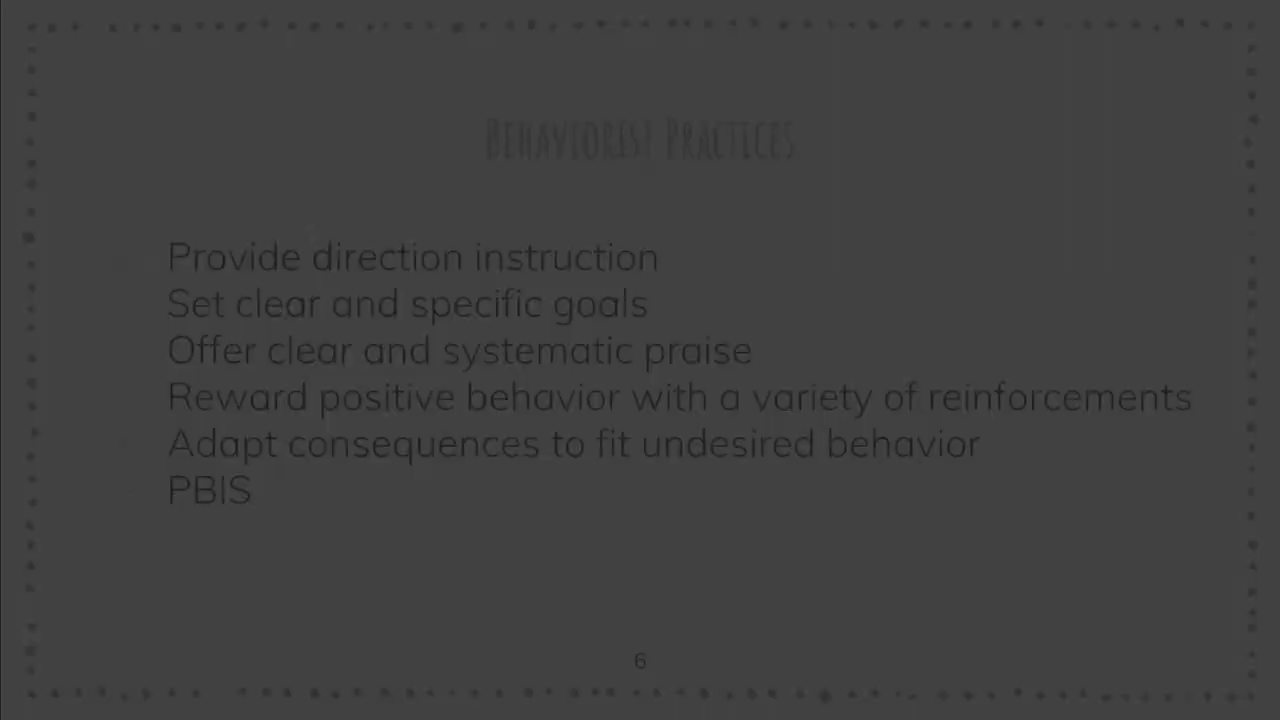 Behaviorist Practices
Provide direction instruction
Set clear and specific goals
Offer clear and systematic praise
Reward positive behavior with a variety of reinforcements
Adapt consequences to fit undesired behavior
PBIS
6